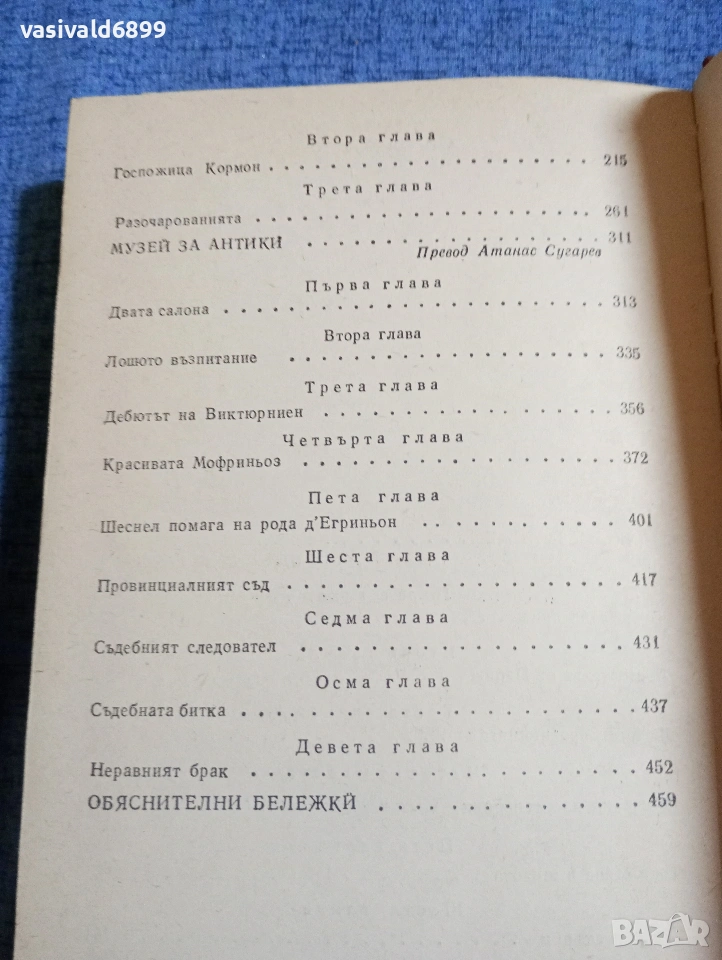 vasivald6899
Втора глава
Госпожица Кормон . . . . . . . . . . . . . . . . . . . . 215
Трета глава
Разочарованията . . . . . . . . . . . . . . . . . . . . . 261
МУЗЕЙ ЗА АНТИКИ . . . . . . . . . . . . . . . . . . 311
Превод Атанас Сугарев
Първа глава
Двата салона . . . . . . . . . . . . . . . . . . . . . . . 313
Втора глава
Лошото възпитание . . . . . . . . . . . . . . . . . . 335
Трета глава
Дебютът на Виктюрниен . . . . . . . . . . . . . . . 356
Четвърта глава
Красивата Мофриньоз . . . . . . . . . . . . . . . . . 372
Пета глава
Шеснел помага на рода д'Егриньон . . . . . . . . . . 401
Шеста глава
Провинциалният съд . . . . . . . . . . . . . . . . . . 417
Седма глава
Съдебният следовател . . . . . . . . . . . . . . . . . 431
Осма глава
Съдебната битка . . . . . . . . . . . . . . . . . . . . 437
Девета глава
Неравният брак . . . . . . . . . . . . . . . . . . . . . 452
ОБЯСНИТЕЛНИ БЕЛЕЖКИ . . . . . . . . . . . . . 459
BAZAR